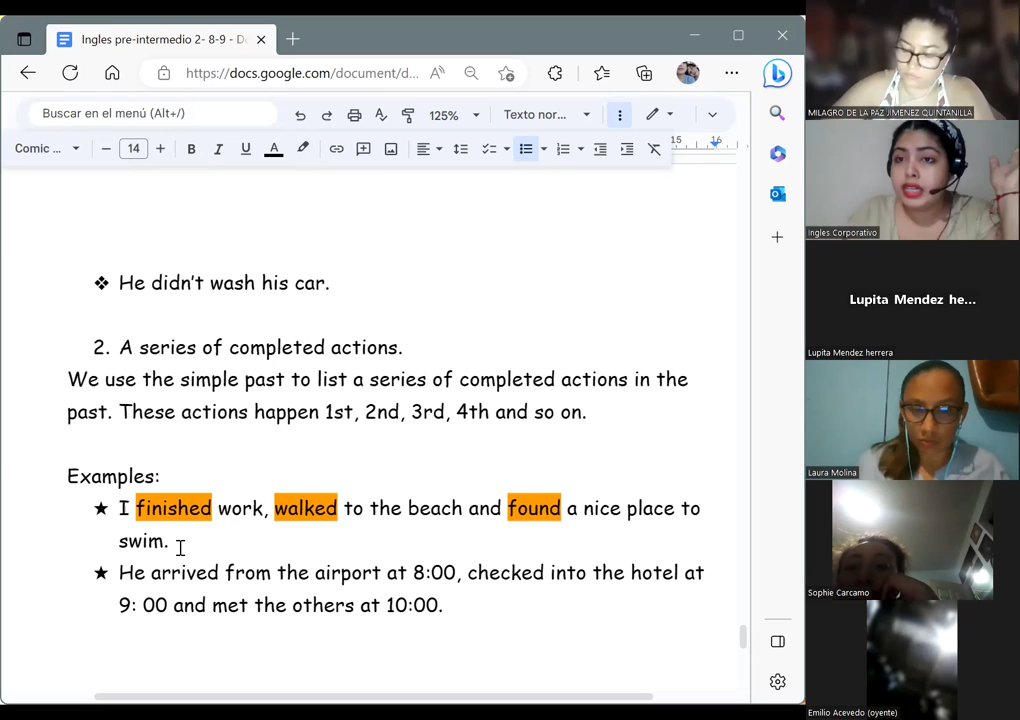 Ingles pre-intermedio 2- 8-9 - Do
https://docs.google.com/document/d...
Buscar en el menú (Alt+/)
125%
Texto nor...
Comic ...
14
15
16
❖ He didn't wash his car.
2. A series of completed actions.
We use the simple past to list a series of completed actions in the
past. These actions happen 1st, 2nd, 3rd, 4th and so on.
Examples:
★ I finished work, walked to the beach and found a nice place to
swim.
★ He arrived from the airport at 8:00, checked into the hotel at
9: 00 and met the others at 10:00.
MILAGRO DE LA PAZ JIMENEZ QUINTANILLA
Ingles Corporativo
Lupita Mendez he...
Lupita Mendez herrera
Laura Molina
Sophie Carcamo
Emilio Acevedo (oyente)